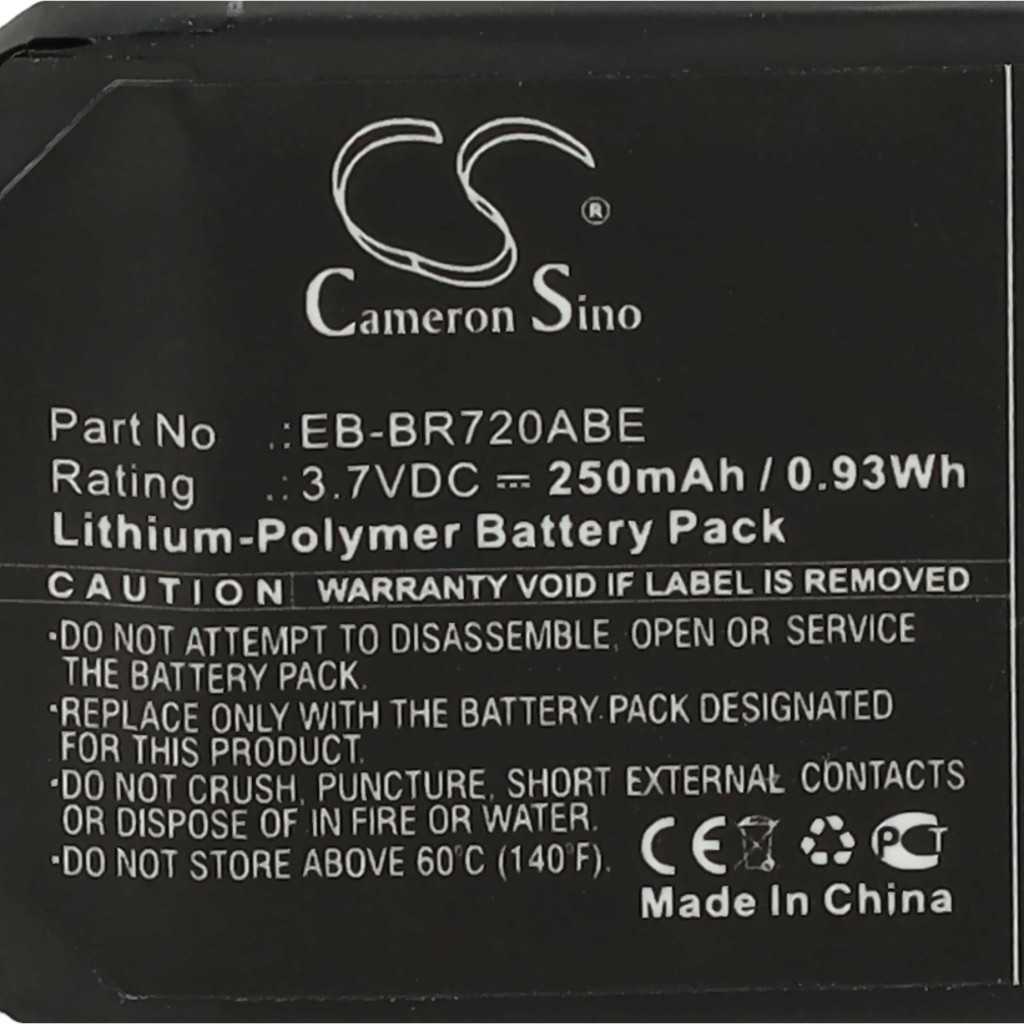 CS ®
Cameron Sino
Part No .:EB-BR720ABE
Rating .: 3.7VDC ⎓ 250mAh / 0.93Wh
Lithium-Polymer Battery Pack
CAUTION WARRANTY VOID IF LABEL IS REMOVED
·DO NOT ATTEMPT TO DISASSEMBLE, OPEN OR SERVICE
THE BATTERY PACK.
·REPLACE ONLY WITH THE BATTERY PACK DESIGNATED
FOR THIS PRODUCT.
·DO NOT CRUSH, PUNCTURE, SHORT EXTERNAL CONTACTS
OR DISPOSE OF IN FIRE OR WATER.
·DO NOT STORE ABOVE 60°C (140°F).
CE PCT
Made In China